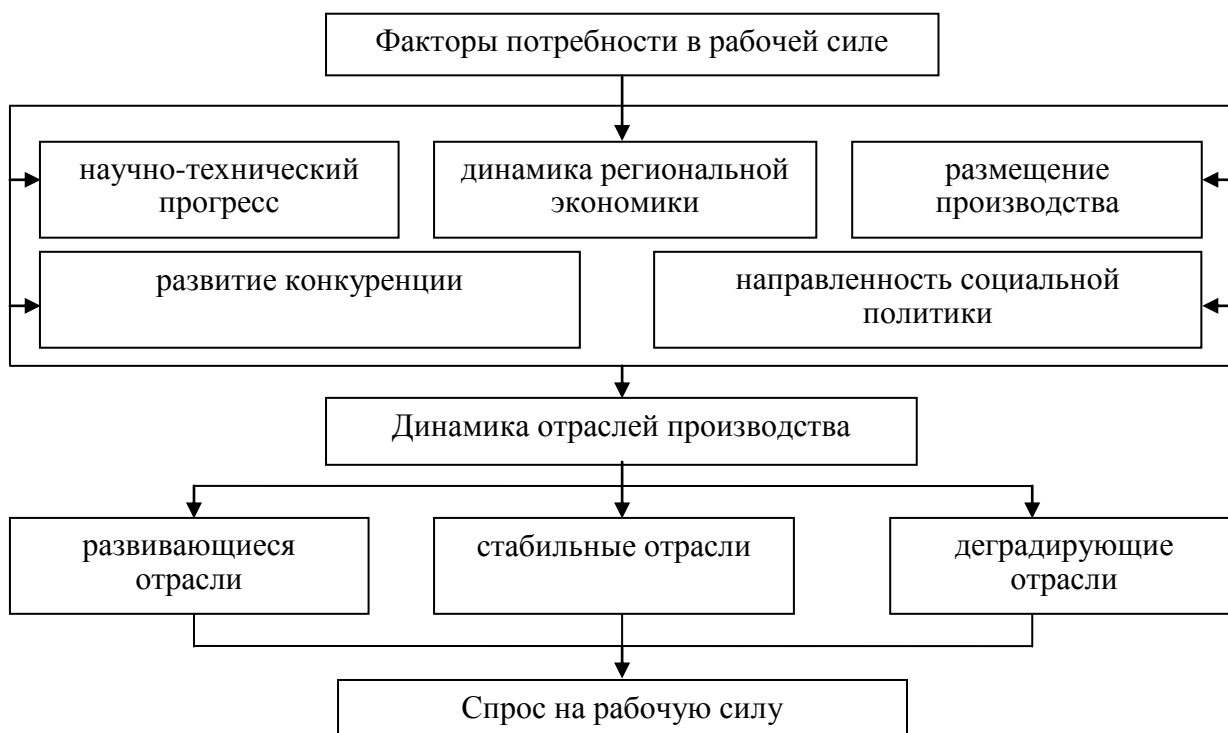 Факторы потребности в рабочей силе
научно-технический
прогресс
динамика региональной
экономики
размещение
производства
развитие конкуренции
направленность социальной
политики
Динамика отраслей производства
развивающиеся
отрасли
стабильные отрасли
деградирующие
отрасли
Спрос на рабочую силу